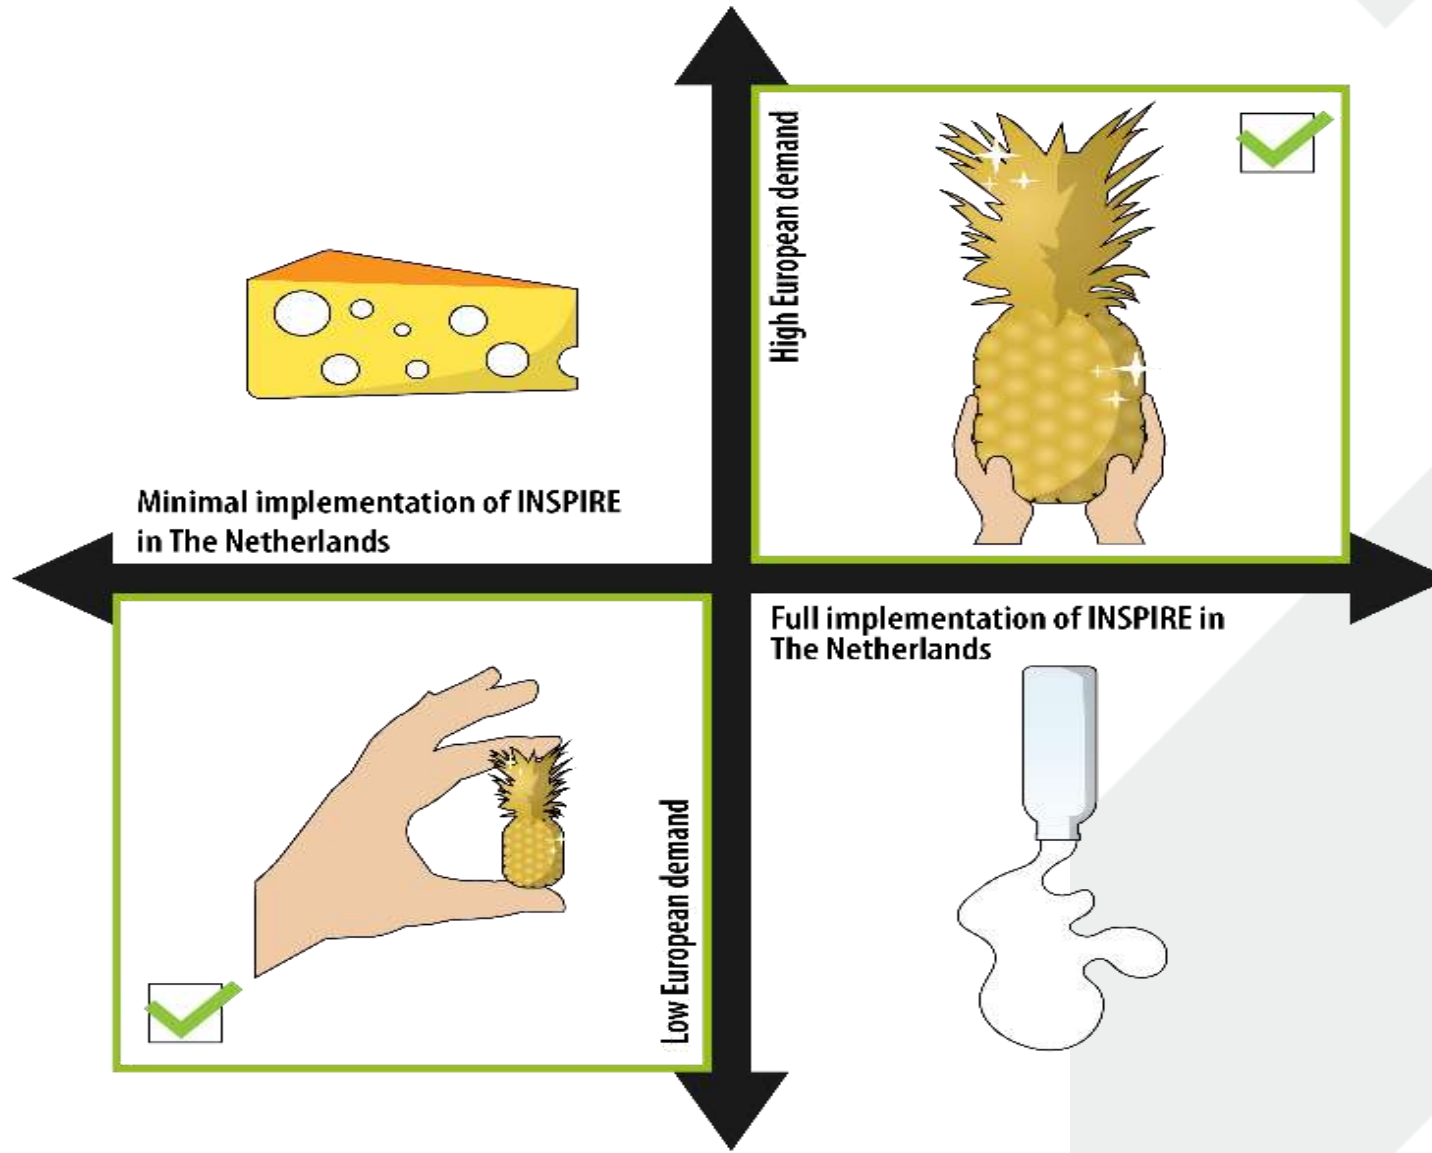 High European demand
Minimal implementation of INSPIRE
in The Netherlands
Full implementation of INSPIRE in
The Netherlands
Low European demand